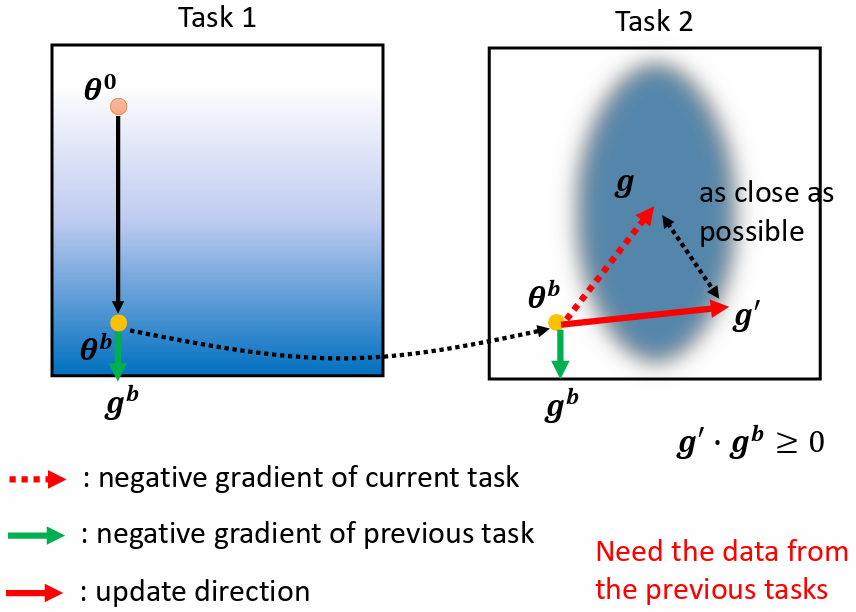 Task 1
Task 2
θ⁰
g
as close as
possible
θᵇ
θᵇ
g′
gᵇ
gᵇ
g′ · gᵇ ≥ 0
: negative gradient of current task
: negative gradient of previous task
: update direction
Need the data from
the previous tasks